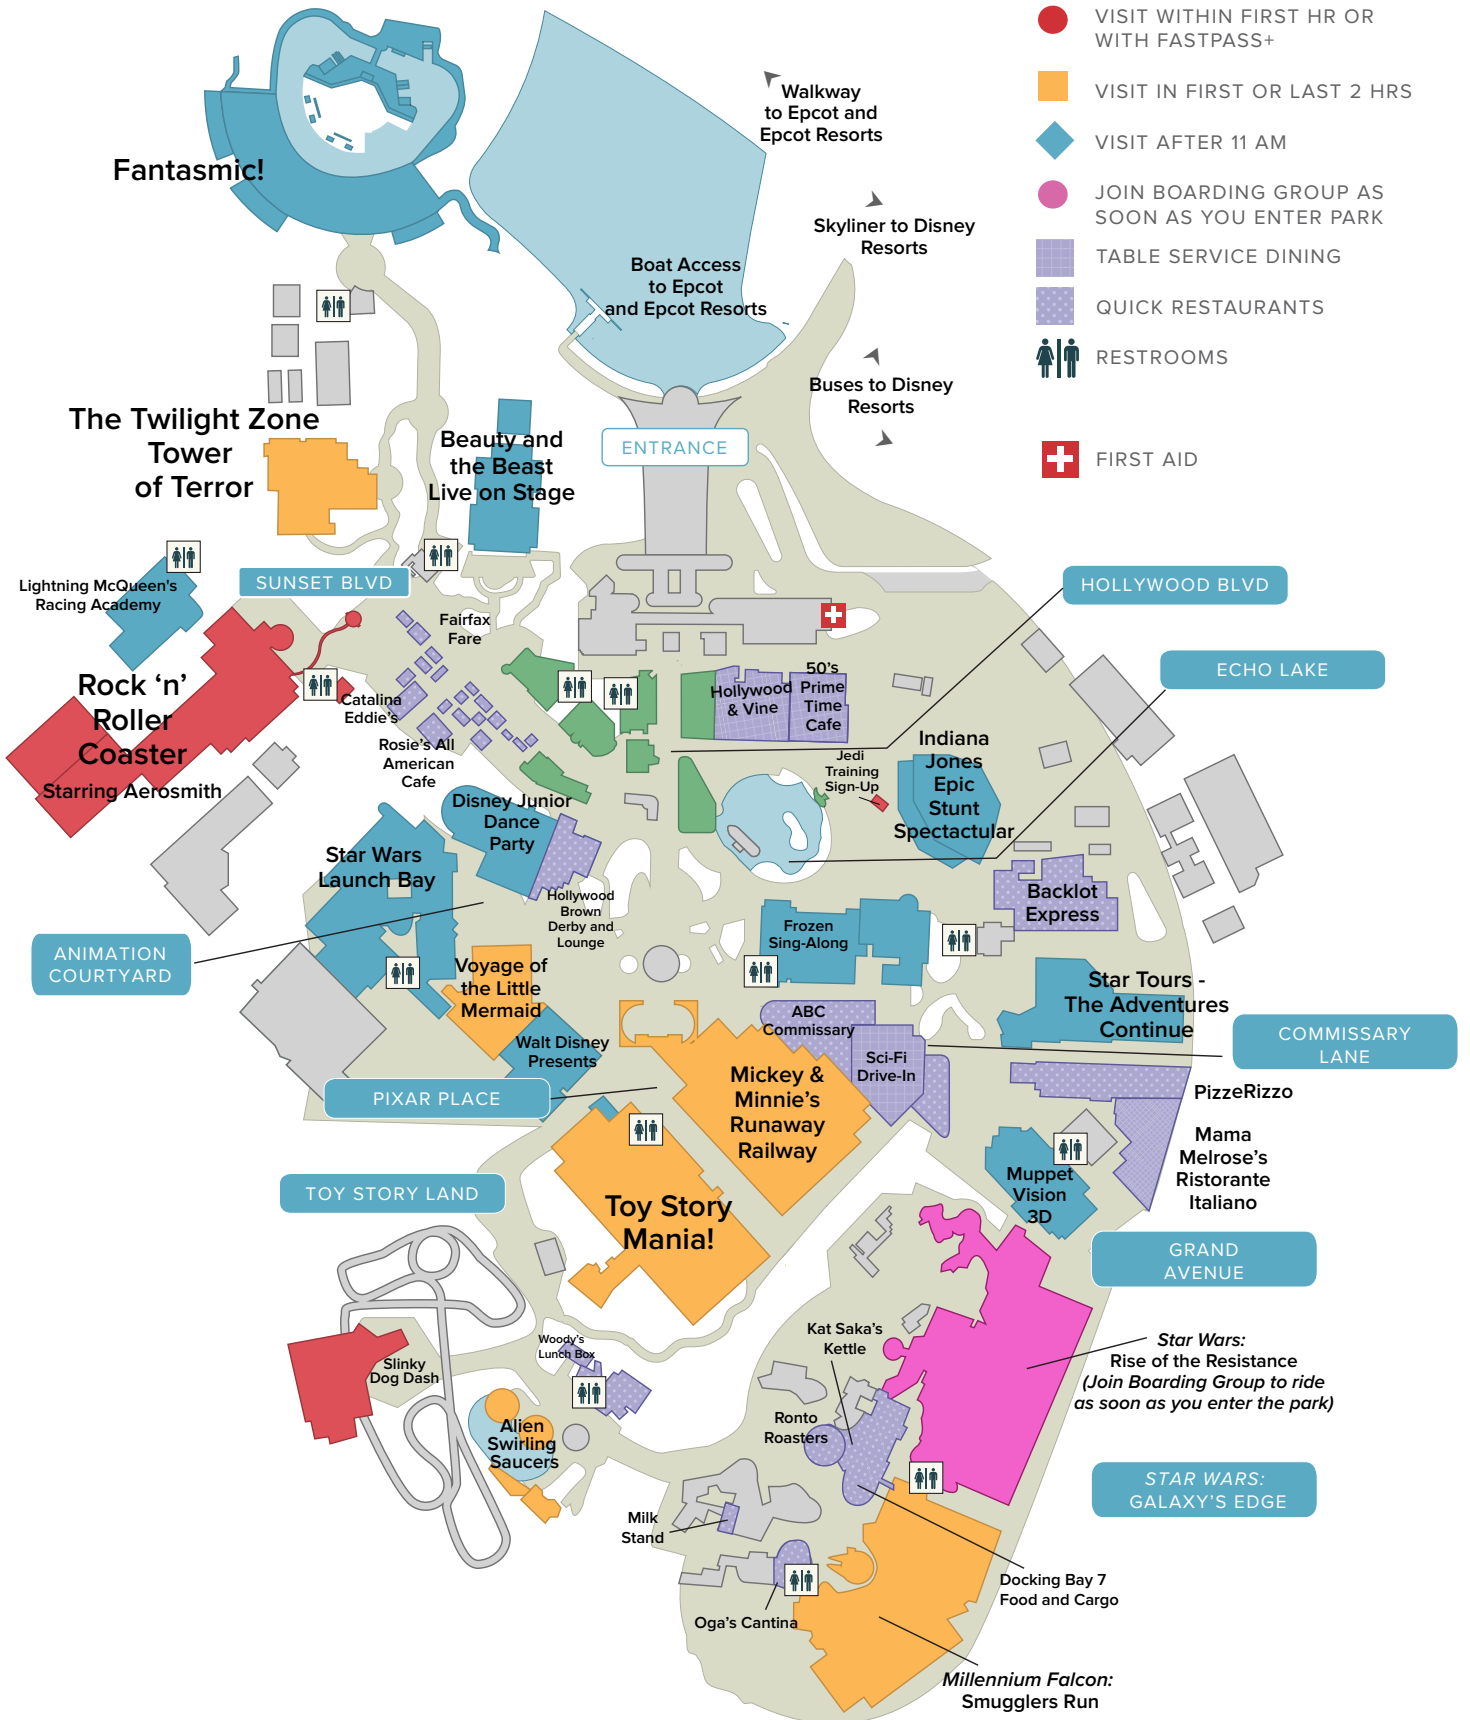 VISIT WITHIN FIRST HR OR
WITH FASTPASS+
VISIT IN FIRST OR LAST 2 HRS
VISIT AFTER 11 AM
JOIN BOARDING GROUP AS
SOON AS YOU ENTER PARK
TABLE SERVICE DINING
QUICK RESTAURANTS
RESTROOMS
FIRST AID
Walkway
to Epcot and
Epcot Resorts
Fantasmic!
Skyliner to Disney
Resorts
Boat Access
to Epcot
and Epcot Resorts
Buses to Disney
Resorts
The Twilight Zone
Tower
of Terror
Beauty and
the Beast
Live on Stage
ENTRANCE
Lightning McQueen's
Racing Academy
SUNSET BLVD
HOLLYWOOD BLVD
Fairfax
Fare
ECHO LAKE
Rock ‘n’
Roller
Coaster
Starring Aerosmith
Catalina
Eddie's
Rosie's All
American
Cafe
Hollywood
& Vine
50's
Prime
Time
Cafe
Jedi
Training
Sign-Up
Indiana
Jones
Epic
Stunt
Spectactular
Disney Junior
Dance
Party
Star Wars
Launch Bay
Hollywood
Brown
Derby and
Lounge
Backlot
Express
Frozen
Sing-Along
ANIMATION
COURTYARD
Voyage of
the Little
Mermaid
Star Tours -
The Adventures
Continue
ABC
Commissary
Walt Disney
Presents
Sci-Fi
Drive-In
COMMISSARY
LANE
PIXAR PLACE
Mickey &
Minnie's
Runaway
Railway
PizzeRizzo
Mama
Melrose's
Ristorante
Italiano
Muppet
Vision
3D
TOY STORY LAND
Toy Story
Mania!
GRAND
AVENUE
Woody's
Lunch Box
Kat Saka's
Kettle
Star Wars:
Rise of the Resistance
(Join Boarding Group to ride
as soon as you enter the park)
Slinky
Dog Dash
Alien
Swirling
Saucers
Ronto
Roasters
STAR WARS:
GALAXY'S EDGE
Milk
Stand
Docking Bay 7
Food and Cargo
Oga's Cantina
Millennium Falcon:
Smugglers Run